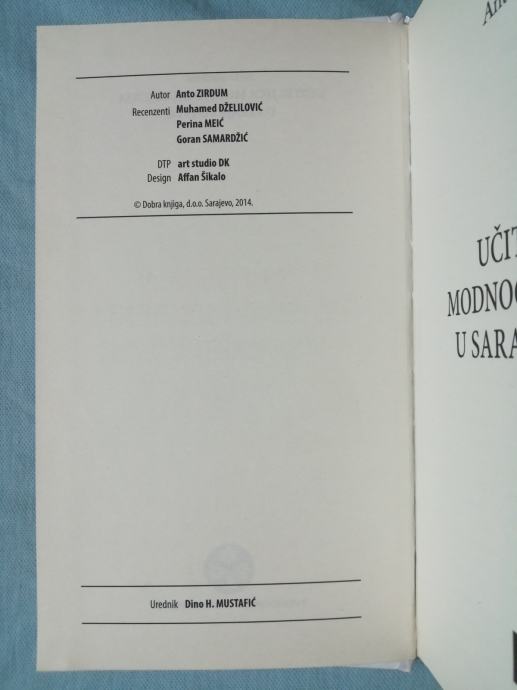 Autor Anto ZIRDUM
Recenzenti Muhamed DŽELILOVIĆ
Perina MEIĆ
Goran SAMARDŽIĆ
DTP art studio DK
Design Affan Šikalo
© Dobra knjiga, d.o.o. Sarajevo, 2014.
Urednik Dino H. MUSTAFIĆ
U SARA